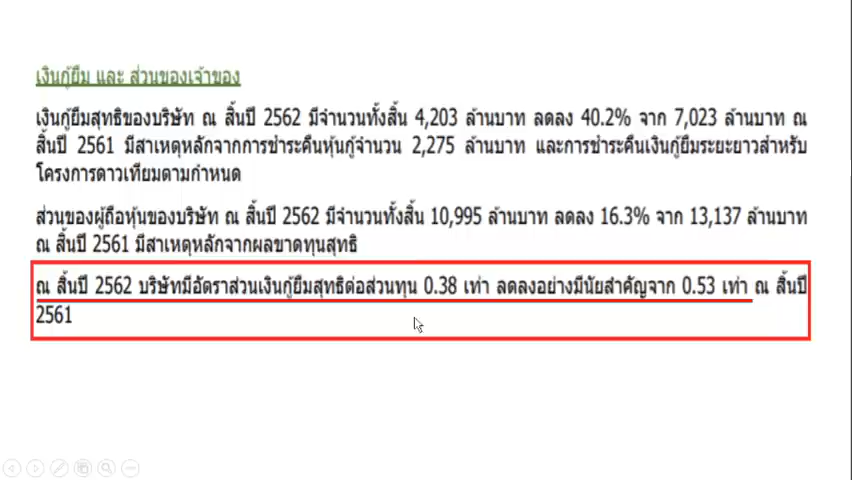 เงินกู้ยืม และ ส่วนของเจ้าของ
เงินกู้ยืมสุทธิของบริษัท ณ สิ้นปี 2562 มีจำนวนทั้งสิ้น 4,203 ล้านบาท ลดลง 40.2% จาก 7,023 ล้านบาท ณ
สิ้นปี 2561 มีสาเหตุหลักจากการชำระคืนหุ้นกู้จำนวน 2,275 ล้านบาท และการชำระคืนเงินกู้ยืมระยะยาวสำหรับ
โครงการดาวเทียมตามกำหนด
ส่วนของผู้ถือหุ้นของบริษัท ณ สิ้นปี 2562 มีจำนวนทั้งสิ้น 10,995 ล้านบาท ลดลง 16.3% จาก 13,137 ล้านบาท
ณ สิ้นปี 2561 มีสาเหตุหลักจากผลขาดทุนสุทธิ
ณ สิ้นปี 2562 บริษัทมีอัตราส่วนเงินกู้ยืมสุทธิต่อส่วนทุน 0.38 เท่า ลดลงอย่างมีนัยสำคัญจาก 0.53 เท่า ณ สิ้นปี
2561